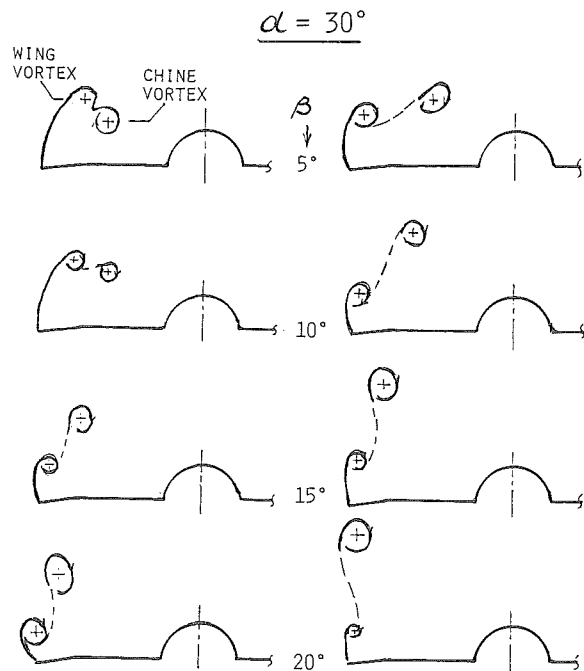 α = 30°
WING
VORTEX
CHINE
VORTEX
β
5°
10°
15°
20°